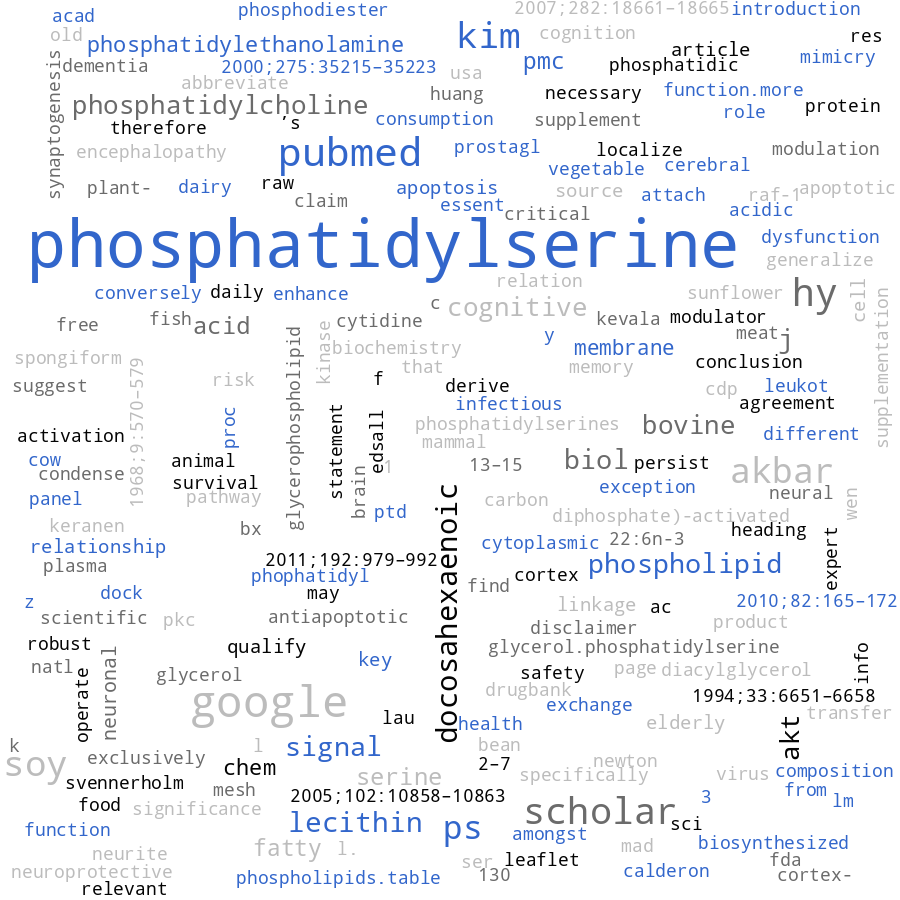 acad
phosphodiester
2007;282:18661–18665
introduction
old
phosphatidylethanolamine
kim
cognition
res
article
mimicry
dementia
2000;275:35215–35223
usa
pmc
phosphatidic
synaptogenesis
abbreviate
huang
necessary
function.more
phosphatidylcholine
role
protein
therefore
's
consumption
supplement
encephalopathy
pubmed
prostagl
localize
modulation
vegetable
cerebral
plant-
dairy
raw
apoptosis
source
attach
raf-1
apoptotic
claim
essent
critical
acidic
phosphatidylserine
dysfunction
generalize
relation
conversely
daily
enhance
c
cognitive
sunflower
hy
cell
free
fish
acid
cytidine
kevala
modulator
supplementation
y
meat
j
kinase
biochemistry
membrane
spongiform
that
memory
conclusion
suggest
risk
f
derive
cdp
leukot
1968;9:570–579
glycerophospholipid
infectious
agreement
proc
statement
edsall
phosphatidylserines
bovine
different
activation
mammal
cow
animal
1
13–15
biol
persist
akbar
condense
survival
brain
exception
neural
panel
pathway
ptd
carbon
wen
keranen
bx
docosahexaenoic
diphosphate)-activated
heading
relationship
cytoplasmic
22:6n-3
expert
plasma
2011;192:979–992
phospholipid
phophatidyl
cortex
find
dock
may
z
linkage
ac
2010;82:165–172
scientific
pkc
antiapoptotic
disclaimer
product
robust
qualify
glycerol.phosphatidylserine
info
natl
key
page
diacylglycerol
operate
neuronal
glycerol
safety
drugbank
1994;33:6651–6658
google
lau
exchange
transfer
health
elderly
akt
k
l
signal
bean
soy
exclusively
chem
2–7
newton
svennerholm
serine
specifically
virus
composition
mesh
from
food
significance
2005;102:10858–10863
3
lm
scholar
function
lecithin
ps
sci
amongst
biosynthesized
neurite
fatty
l.
mad
ser
leaflet
fda
neuroprotective
130
calderon
cortex-
relevant
phospholipids.table